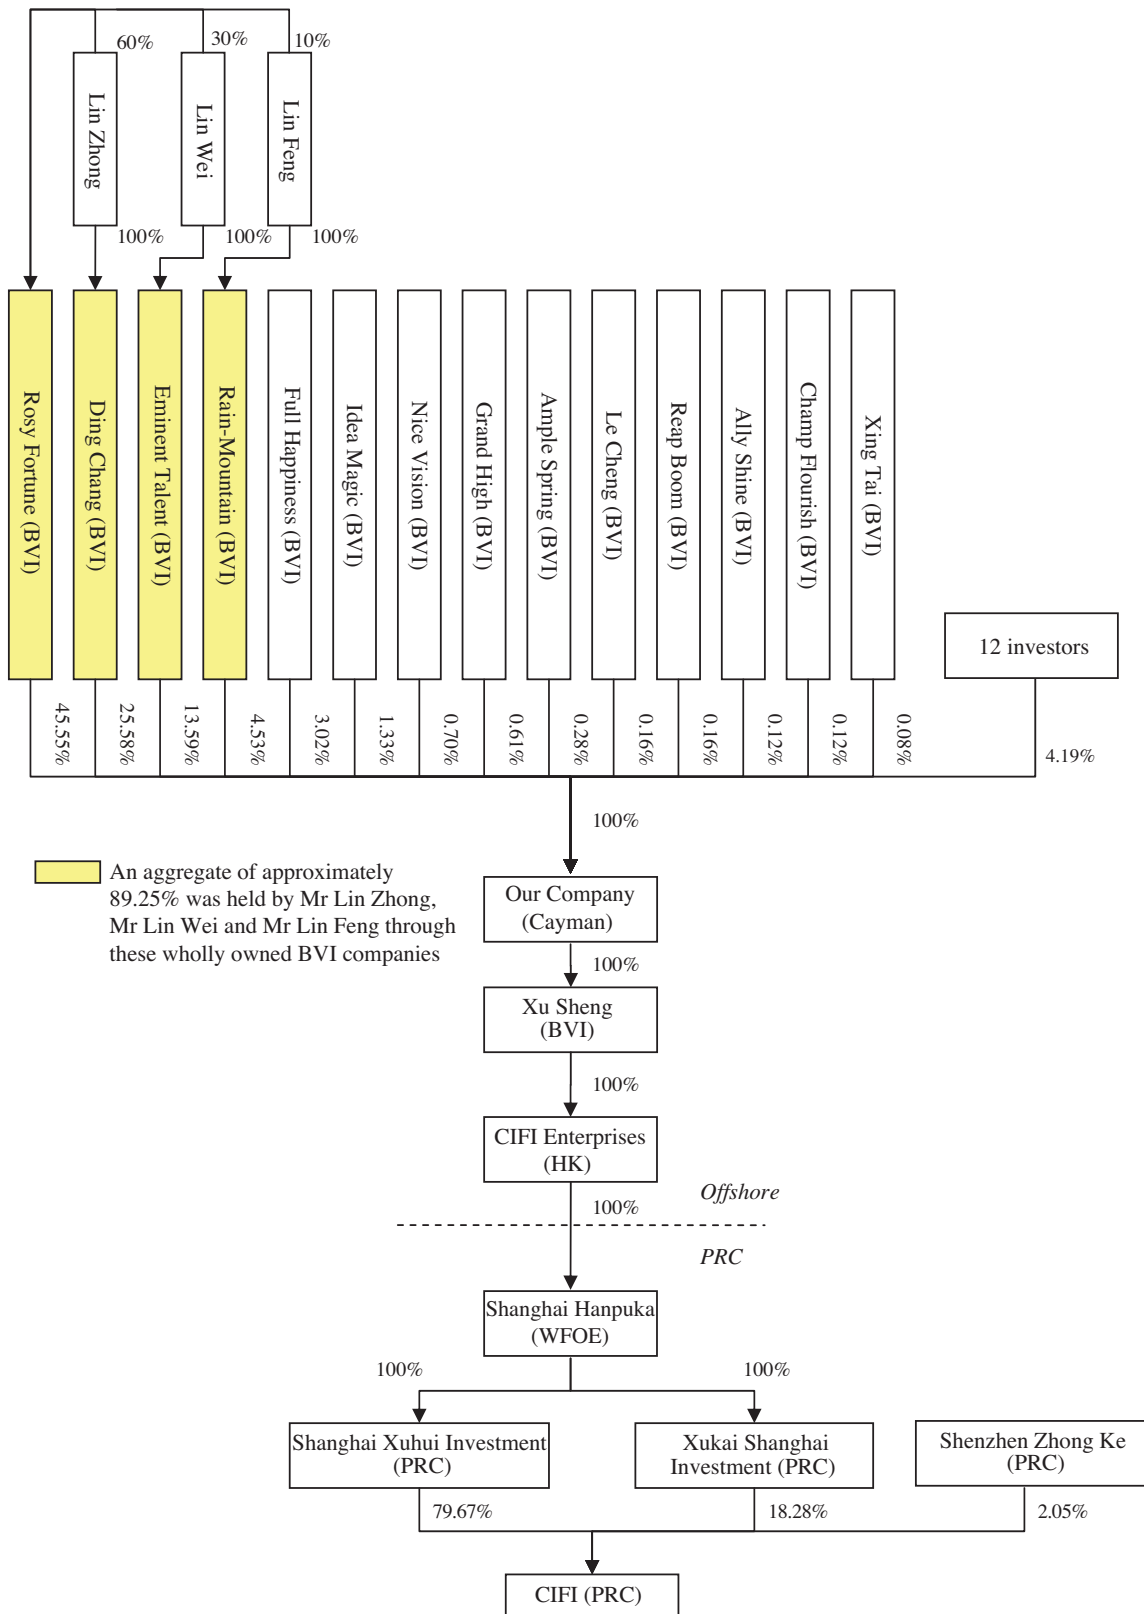 60%
30%
10%
Lin Zhong
Lin Wei
Lin Feng
100%
100%
100%
Rosy Fortune (BVI)
Ding Chang (BVI)
Eminent Talent (BVI)
Rain-Mountain (BVI)
Full Happiness (BVI)
Idea Magic (BVI)
Nice Vision (BVI)
Grand High (BVI)
Ample Spring (BVI)
Le Cheng (BVI)
Reap Boom (BVI)
Ally Shine (BVI)
Champ Flourish (BVI)
Xing Tai (BVI)
12 investors
45.55%
25.58%
13.59%
4.53%
3.02%
1.33%
0.70%
0.61%
0.28%
0.16%
0.16%
0.12%
0.12%
0.08%
4.19%
100%
An aggregate of approximately
89.25% was held by Mr Lin Zhong,
Mr Lin Wei and Mr Lin Feng through
these wholly owned BVI companies
Our Company
(Cayman)
100%
Xu Sheng
(BVI)
100%
CIFI Enterprises
(HK)
100%
Offshore
PRC
Shanghai Hanpuka
(WFOE)
100%
100%
Shanghai Xuhui Investment
(PRC)
Xukai Shanghai
Investment (PRC)
Shenzhen Zhong Ke
(PRC)
79.67%
18.28%
2.05%
CIFI (PRC)